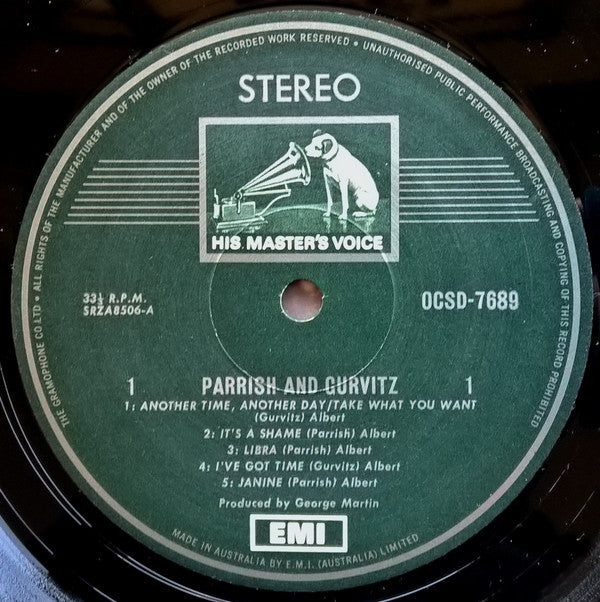 THE GRAMOPHONE CO LTD • ALL RIGHTS OF THE MANUFACTURER AND OF THE OWNER OF THE RECORDED WORK RESERVED • UNAUTHORISED PUBLIC PERFORMANCE BROADCASTING AND COPYING OF THIS RECORD PROHIBITED
STEREO
HIS MASTER'S VOICE
33⅓ R.P.M.
SRZA8506-A
OCSD-7689
1 PARRISH AND GURVITZ 1
1: ANOTHER TIME, ANOTHER DAY/TAKE WHAT YOU WANT
(Gurvitz) Albert
2: IT'S A SHAME (Parrish) Albert
3: LIBRA (Parrish) Albert
4: I'VE GOT TIME (Gurvitz) Albert
5: JANINE (Parrish) Albert
Produced by George Martin
EMI
MADE IN AUSTRALIA BY E.M.I. (AUSTRALIA) LIMITED